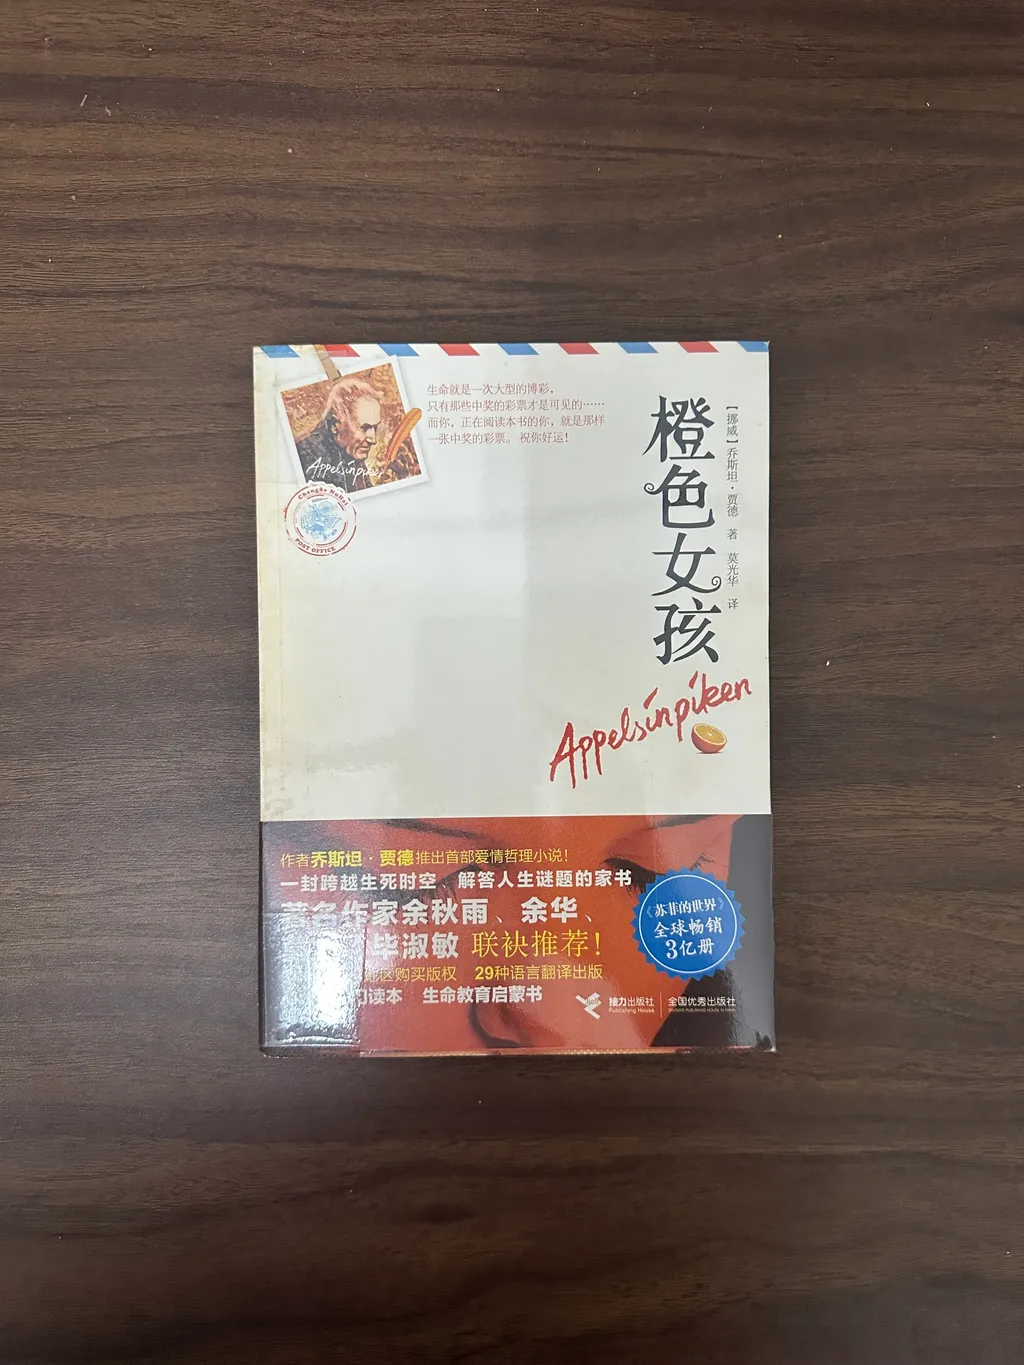 Appelsinpiken
ChengSe NuHai
POST OFFICE
生命就是一次大型的博彩，
只有那些中奖的彩票才是可见的……
而你，正在阅读本书的你，就是那样
一张中奖的彩票。祝你好运！
橙色女孩
【挪威】乔斯坦·贾德 著 莫光华 译
Appelsinpiken
作者乔斯坦·贾德推出首部爱情哲理小说！
一封跨越生死时空、解答人生谜题的家书
著名作家余秋雨、余华、
毕淑敏 联袂推荐！
购买版权 29种语言翻译出版
读本 生命教育启蒙书
《苏菲的世界》
全球畅销
3亿册
接力出版社
Publishing House
全国优秀出版社